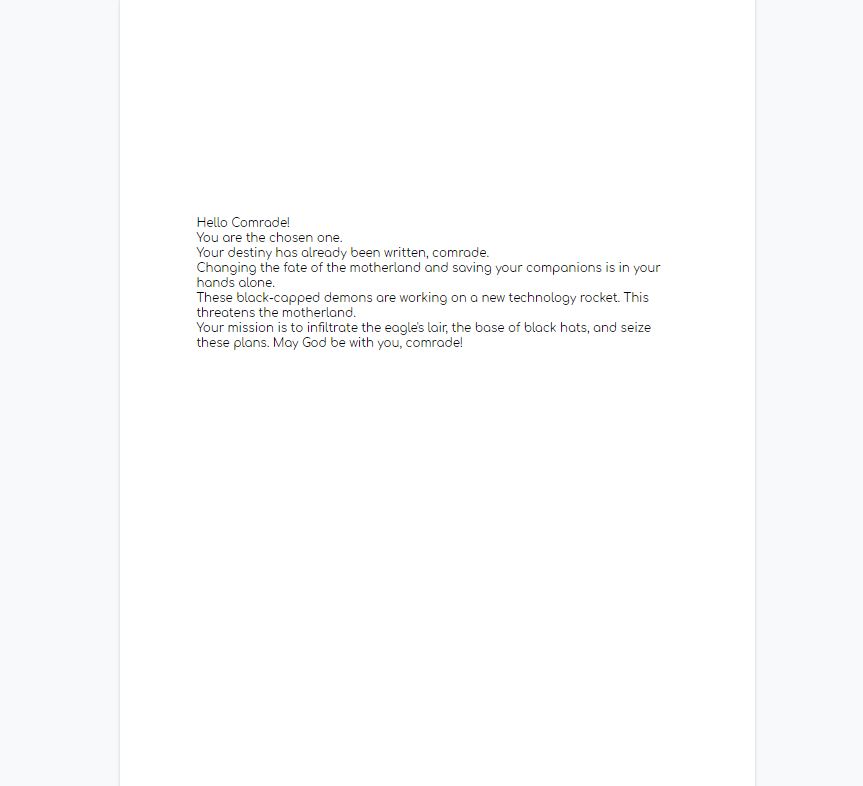 Hello Comrade!
You are the chosen one.
Your destiny has already been written, comrade.
Changing the fate of the motherland and saving your companions is in your
hands alone.
These black-capped demons are working on a new technology rocket. This
threatens the motherland.
Your mission is to infiltrate the eagle's lair, the base of black hats, and seize
these plans. May God be with you, comrade!